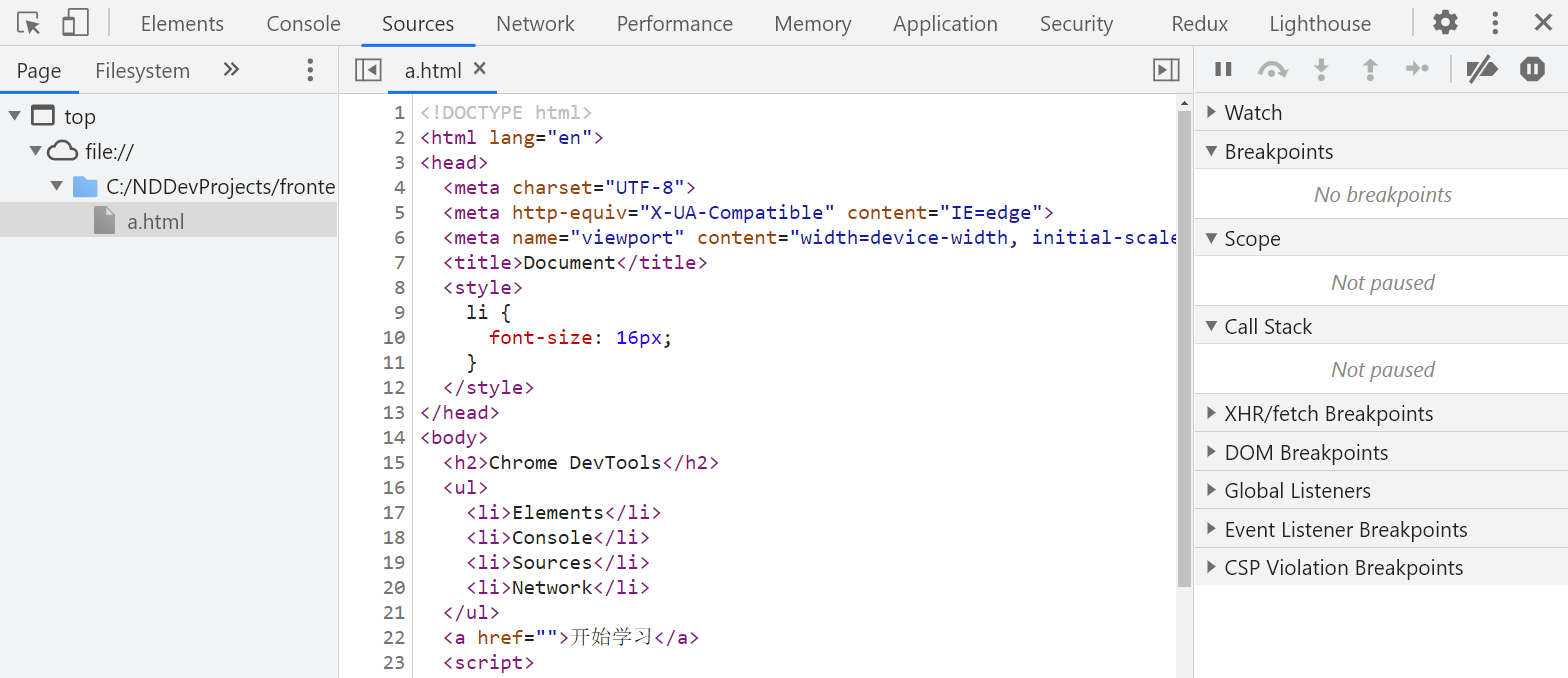 Elements Console Sources Network Performance Memory Application Security Redux Lighthouse
Page Filesystem
top
file://
C:/NDDevProjects/fronte
a.html
a.html
1 <!DOCTYPE html>
2 <html lang="en">
3 <head>
4 <meta charset="UTF-8">
5 <meta http-equiv="X-UA-Compatible" content="IE=edge">
6 <meta name="viewport" content="width=device-width, initial-scale
7 <title>Document</title>
8 <style>
9 li {
10 font-size: 16px;
11 }
12 </style>
13 </head>
14 <body>
15 <h2>Chrome DevTools</h2>
16 <ul>
17 <li>Elements</li>
18 <li>Console</li>
19 <li>Sources</li>
20 <li>Network</li>
21 </ul>
22 <a href="">开始学习</a>
23 <script>
Watch
Breakpoints
No breakpoints
Scope
Not paused
Call Stack
Not paused
XHR/fetch Breakpoints
DOM Breakpoints
Global Listeners
Event Listener Breakpoints
CSP Violation Breakpoints